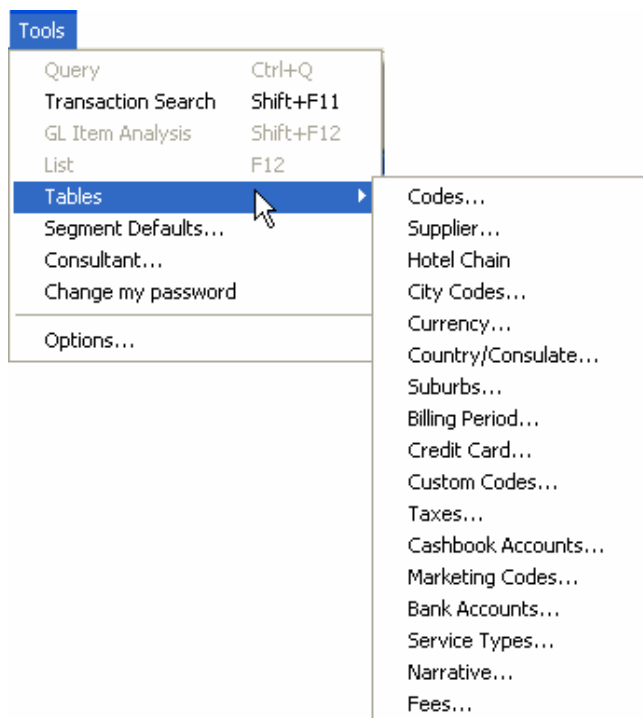 Tools
Query Ctrl+Q
Transaction Search Shift+F11
GL Item Analysis Shift+F12
List F12
Tables
Segment Defaults...
Consultant...
Change my password
Options...
Codes...
Supplier...
Hotel Chain
City Codes...
Currency...
Country/Consulate...
Suburbs...
Billing Period...
Credit Card...
Custom Codes...
Taxes...
Cashbook Accounts...
Marketing Codes...
Bank Accounts...
Service Types...
Narrative...
Fees...